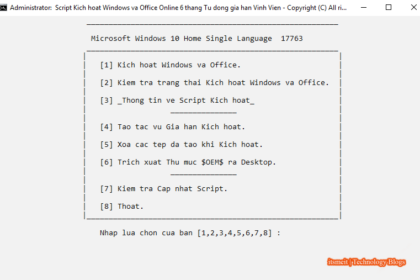 Administrator: Script Kich hoat Windows va Office Online 6 thang Tu dong gia han Vinh Vien - Copyright (C) All ri...
Microsoft Windows 10 Home Single Language 17763
[1] Kich hoat Windows va Office.
[2] Kiem tra trang thai Kich hoat Windows va Office.
[3] _Thong tin ve Script Kich hoat_
[4] Tao tac vu Gia han Kich hoat.
[5] Xoa cac tep da tao khi Kich hoat.
[6] Trich xuat Thu muc $OEM$ ra Desktop.
[7] Kiem tra Cap nhat Script.
[8] Thoat.
Nhap lua chon cua ban [1,2,3,4,5,6,7,8] :
Technology Blogs